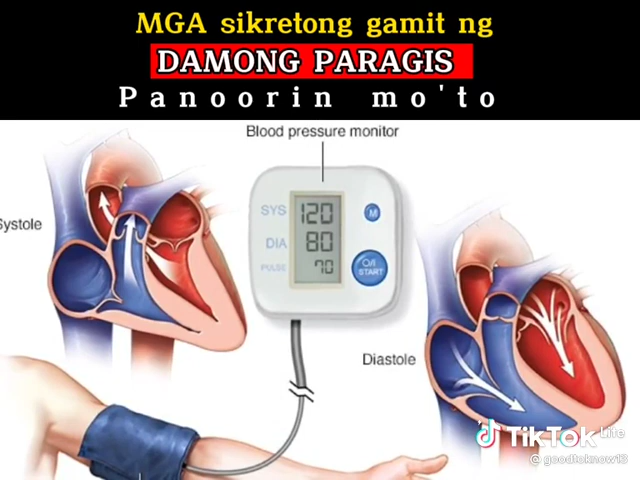 MGA sikretong gamit ng
DAMONG PARAGIS
Panoorin mo'to
Blood pressure monitor
Systole
SYS 120
M
DIA 80
PULSE 70
O/I
START
Diastole
TikTok Lite
@goodtoknow13